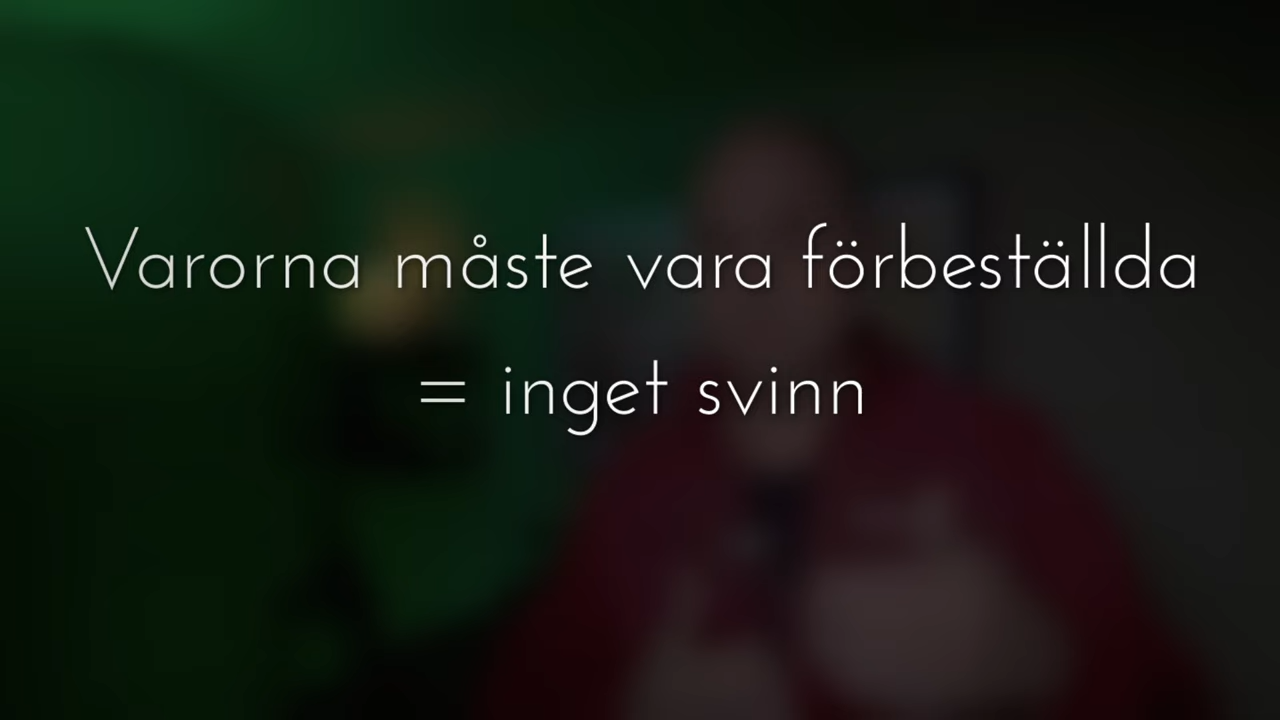 Varorna måste vara förbeställda
= inget svinn